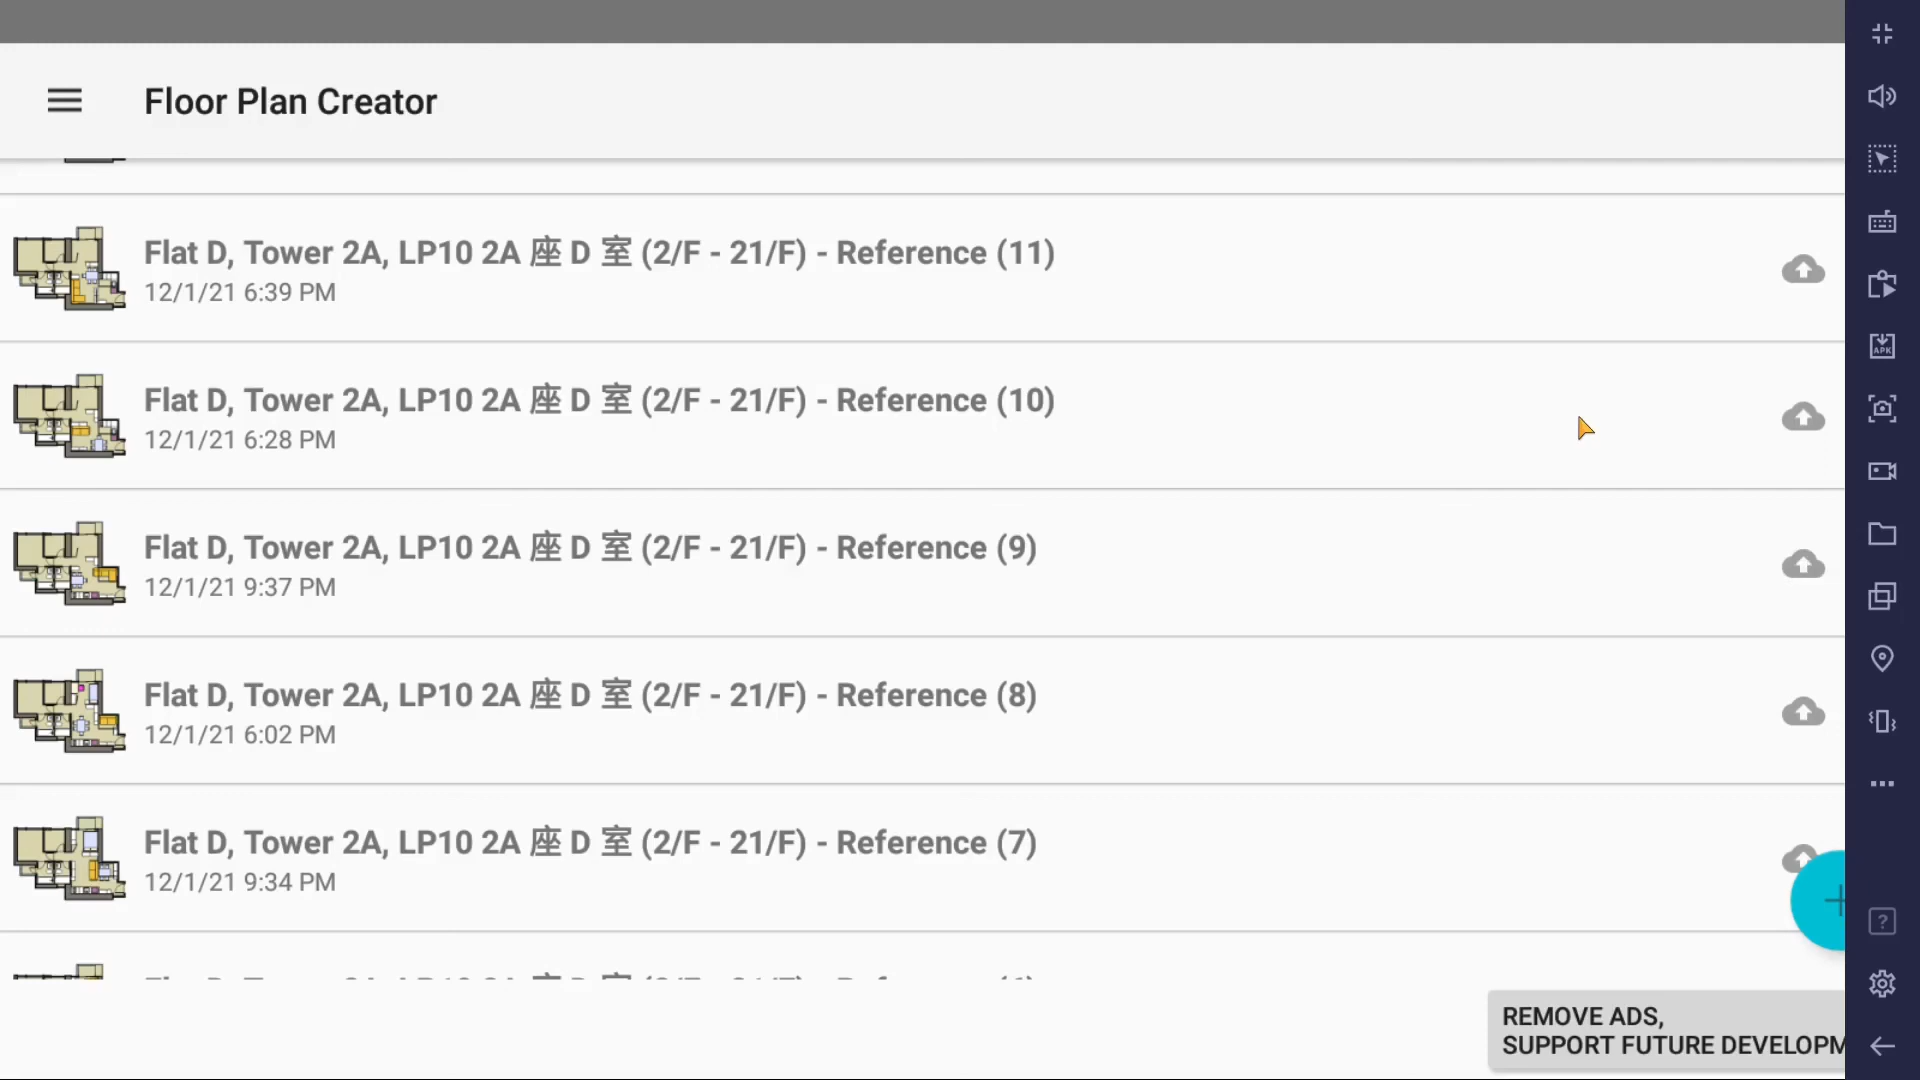 Floor Plan Creator
Flat D, Tower 2A, LP10 2A 座 D 室 (2/F - 21/F) - Reference (11)
12/1/21 6:39 PM
Flat D, Tower 2A, LP10 2A 座 D 室 (2/F - 21/F) - Reference (10)
12/1/21 6:28 PM
Flat D, Tower 2A, LP10 2A 座 D 室 (2/F - 21/F) - Reference (9)
12/1/21 9:37 PM
Flat D, Tower 2A, LP10 2A 座 D 室 (2/F - 21/F) - Reference (8)
12/1/21 6:02 PM
Flat D, Tower 2A, LP10 2A 座 D 室 (2/F - 21/F) - Reference (7)
12/1/21 9:34 PM
REMOVE ADS,
SUPPORT FUTURE DEVELOPM
APK